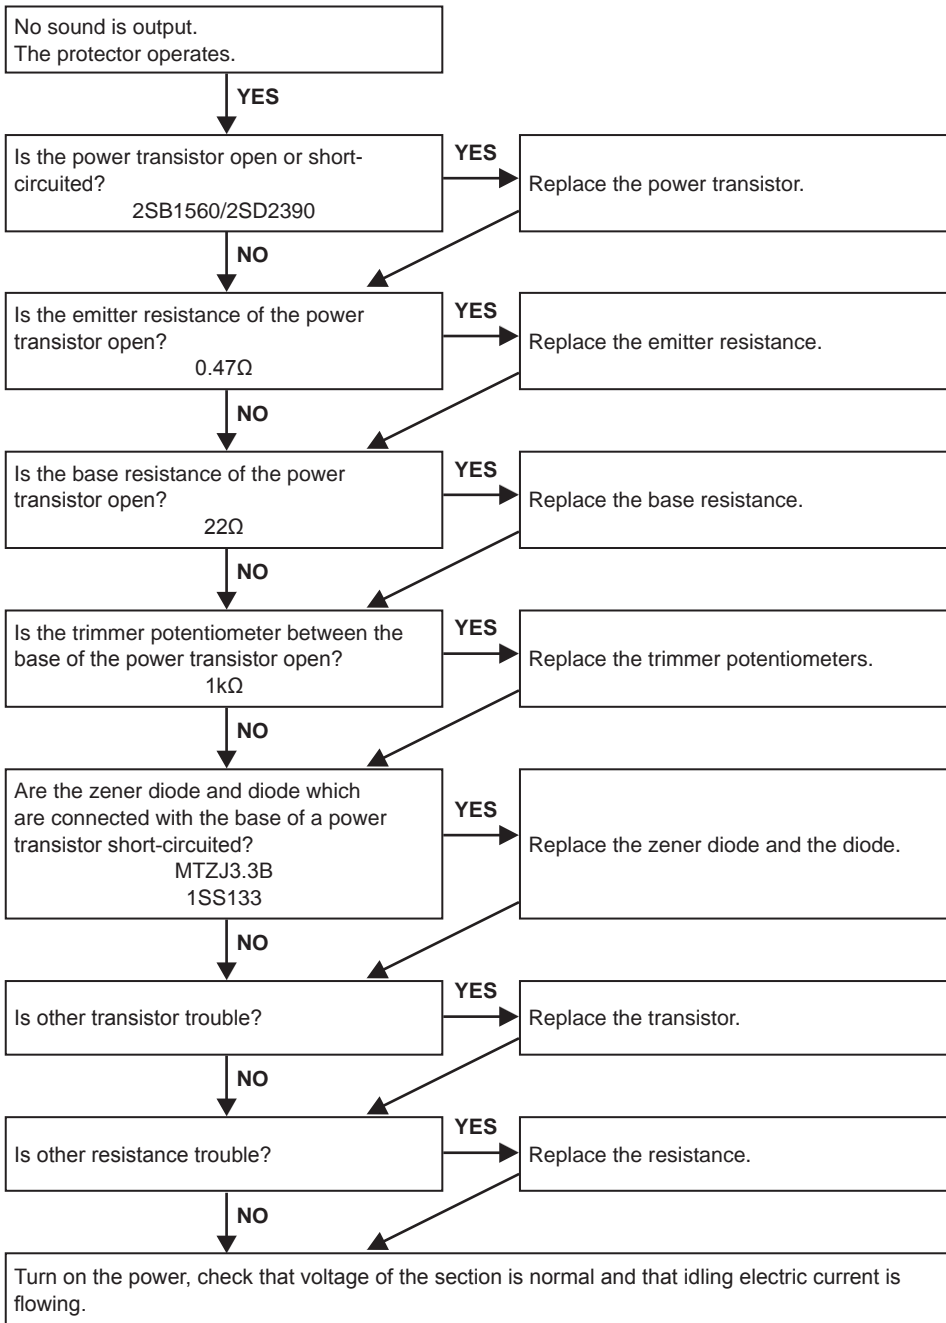 No sound is output.
The protector operates.
YES
Is the power transistor open or short-
circuited?
2SB1560/2SD2390
YES
Replace the power transistor.
NO
Is the emitter resistance of the power
transistor open?
0.47Ω
YES
Replace the emitter resistance.
NO
Is the base resistance of the power
transistor open?
22Ω
YES
Replace the base resistance.
NO
Is the trimmer potentiometer between the
base of the power transistor open?
1kΩ
YES
Replace the trimmer potentiometers.
NO
Are the zener diode and diode which
are connected with the base of a power
transistor short-circuited?
MTZJ3.3B
1SS133
YES
Replace the zener diode and the diode.
NO
Is other transistor trouble?
YES
Replace the transistor.
NO
Is other resistance trouble?
YES
Replace the resistance.
NO
Turn on the power, check that voltage of the section is normal and that idling electric current is
flowing.